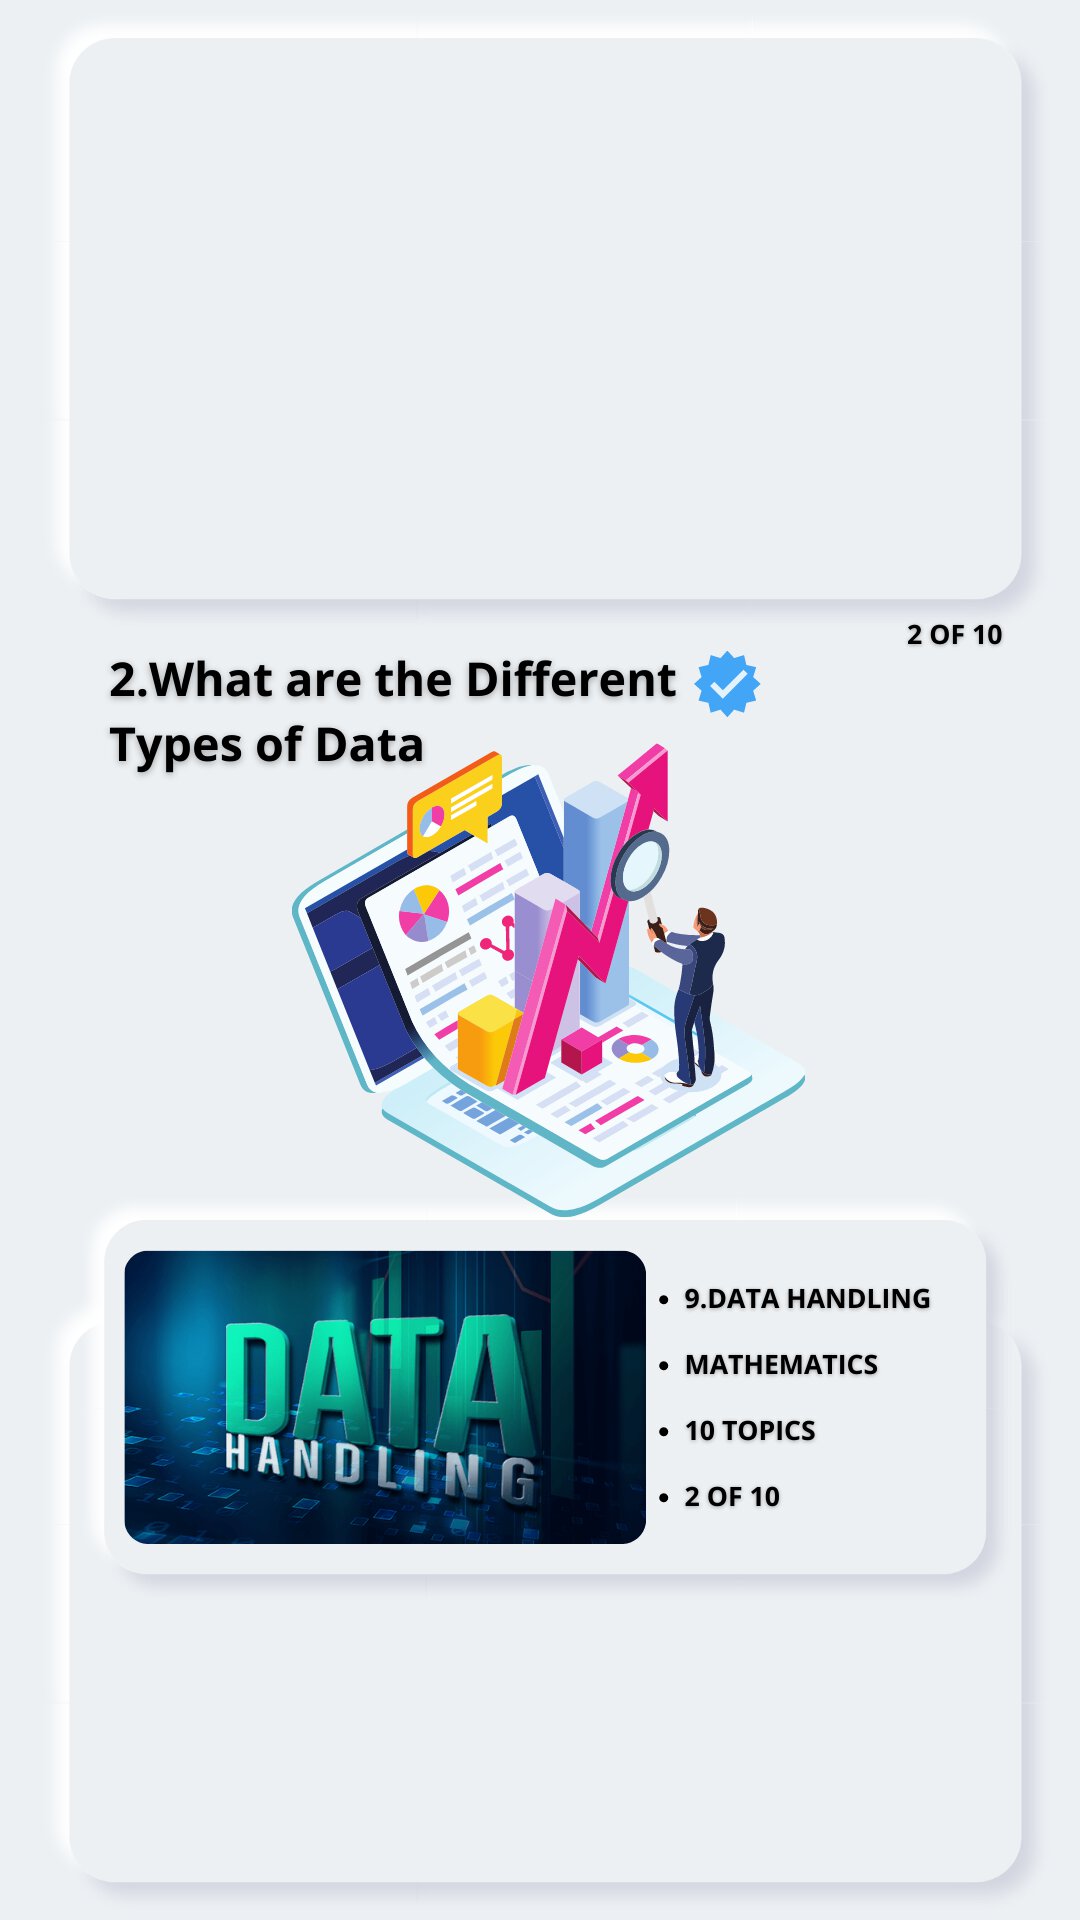 2 OF 10
2.What are the Different
Types of Data
DATA
HANDLING
• 9.DATA HANDLING
• MATHEMATICS
• 10 TOPICS
• 2 OF 10